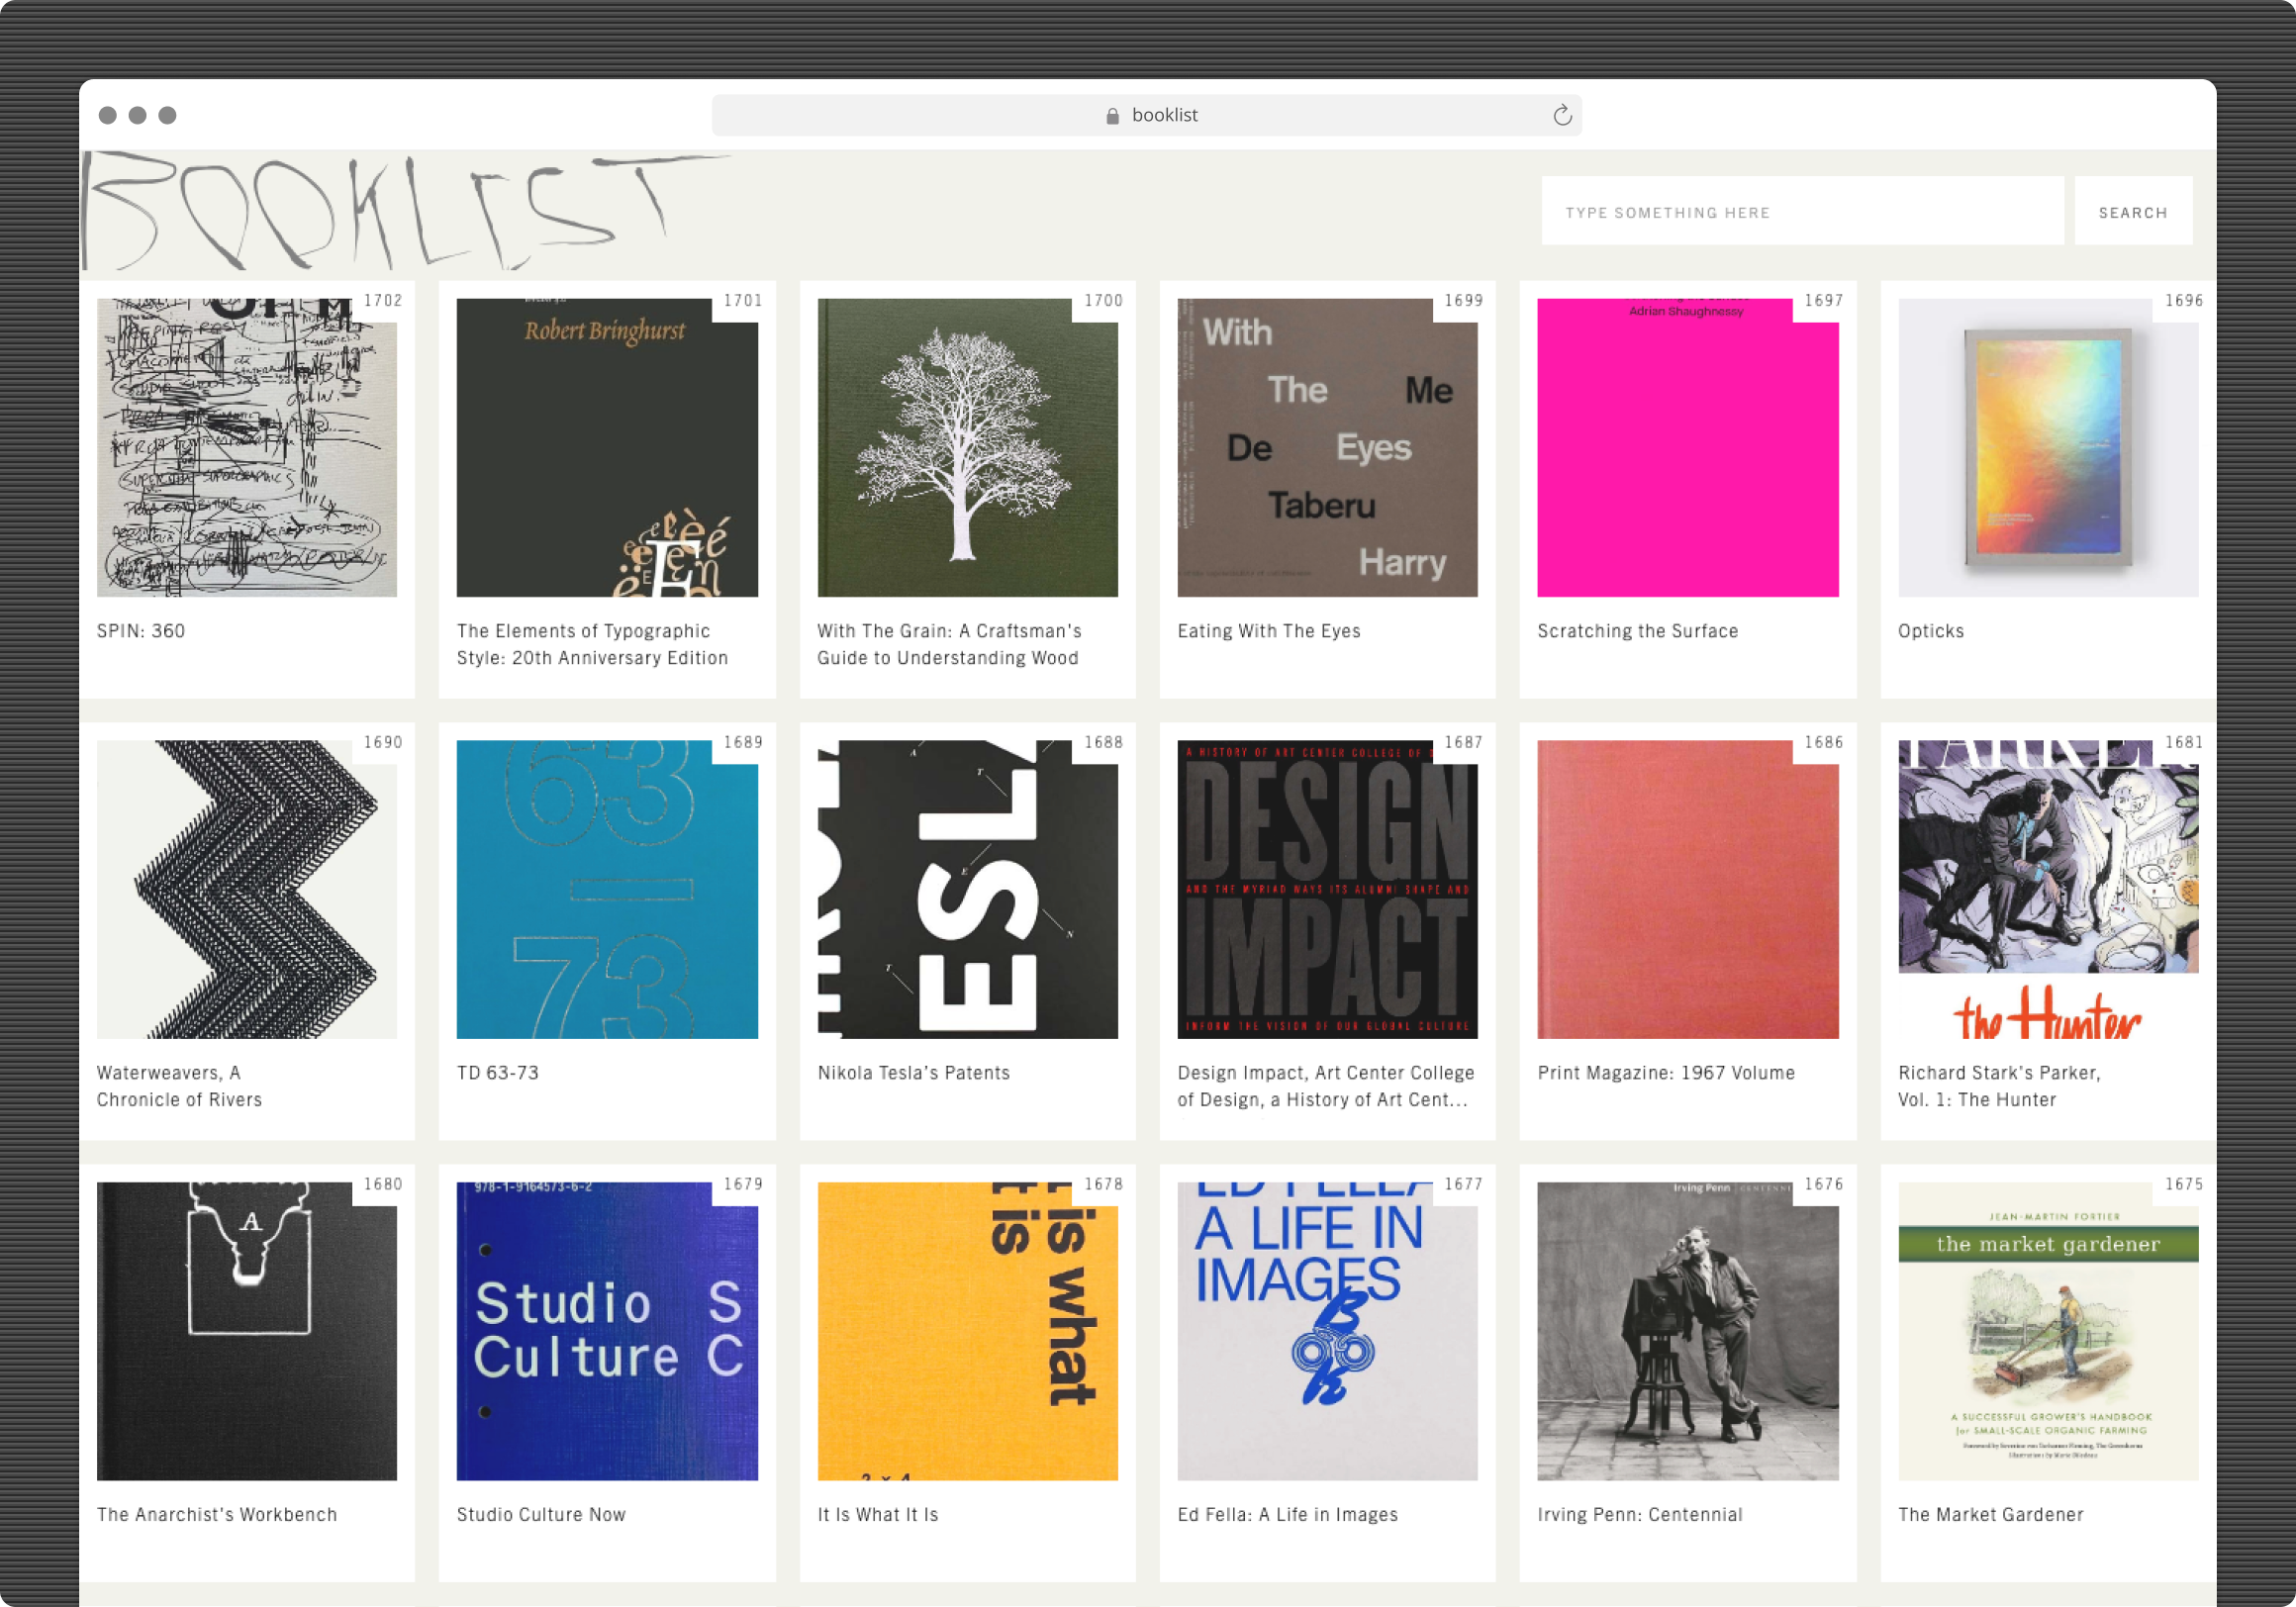 booklist
BOOKLIST
TYPE SOMETHING HERE
SEARCH
1702
SPIN: 360
1701
Robert Bringhurst
The Elements of Typographic
Style: 20th Anniversary Edition
1700
With The Grain: A Craftsman's
Guide to Understanding Wood
1699
With
The Me
De Eyes
Taberu
Harry
Eating With The Eyes
1697
Adrian Shaughnessy
Scratching the Surface
1696
Opticks
1690
Waterweavers, A
Chronicle of Rivers
1689
63
73
TD 63-73
1688
A
T
ESLA
E
N
T
Nikola Tesla’s Patents
1687
A HISTORY OF ART CENTER COLLEGE OF
DESIGN
AND THE MYRIAD WAYS ITS ALUMNI SHAPE AND
IMPACT
INFORM THE VISION OF OUR GLOBAL CULTURE
Design Impact, Art Center College
of Design, a History of Art Cent...
1686
Print Magazine: 1967 Volume
1681
PARKER
the Hunter
Richard Stark's Parker,
Vol. 1: The Hunter
1680
A
The Anarchist's Workbench
1679
978-1-9164573-6-2
Studio S
Culture C
Studio Culture Now
1678
t is
is what
2 x 4
It Is What It Is
1677
ED FELLA
A LIFE IN
IMAGES
Ed Fella: A Life in Images
1676
Irving Penn CENTENNI
Irving Penn: Centennial
1675
JEAN-MARTIN FORTIER
the market gardener
A SUCCESSFUL GROWER'S HANDBOOK
for SMALL-SCALE ORGANIC FARMING
The Market Gardener